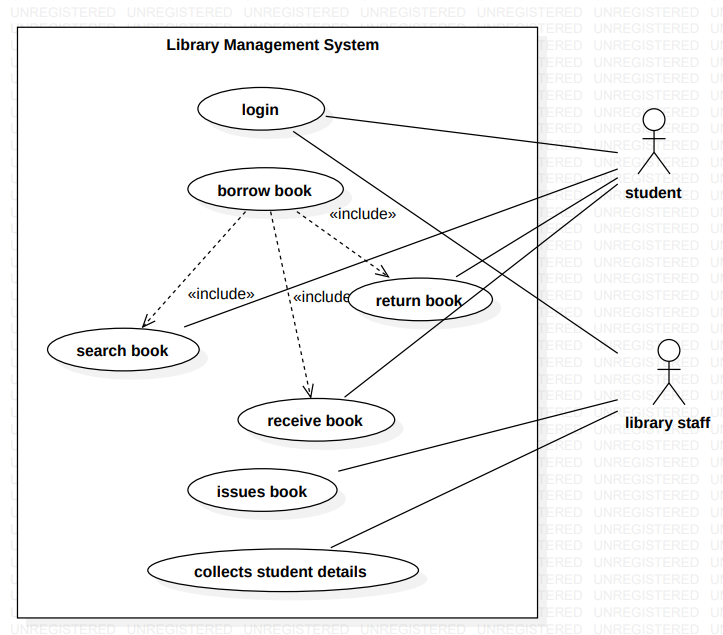 UNREGISTERED UNREGISTERED UNREGISTERED UNREGISTERED UNREGISTERED UNREGISTERED
Library Management System
login
borrow book
student
«include»
«include»
«include
return book
search book
receive book
library staff
issues book
collects student details